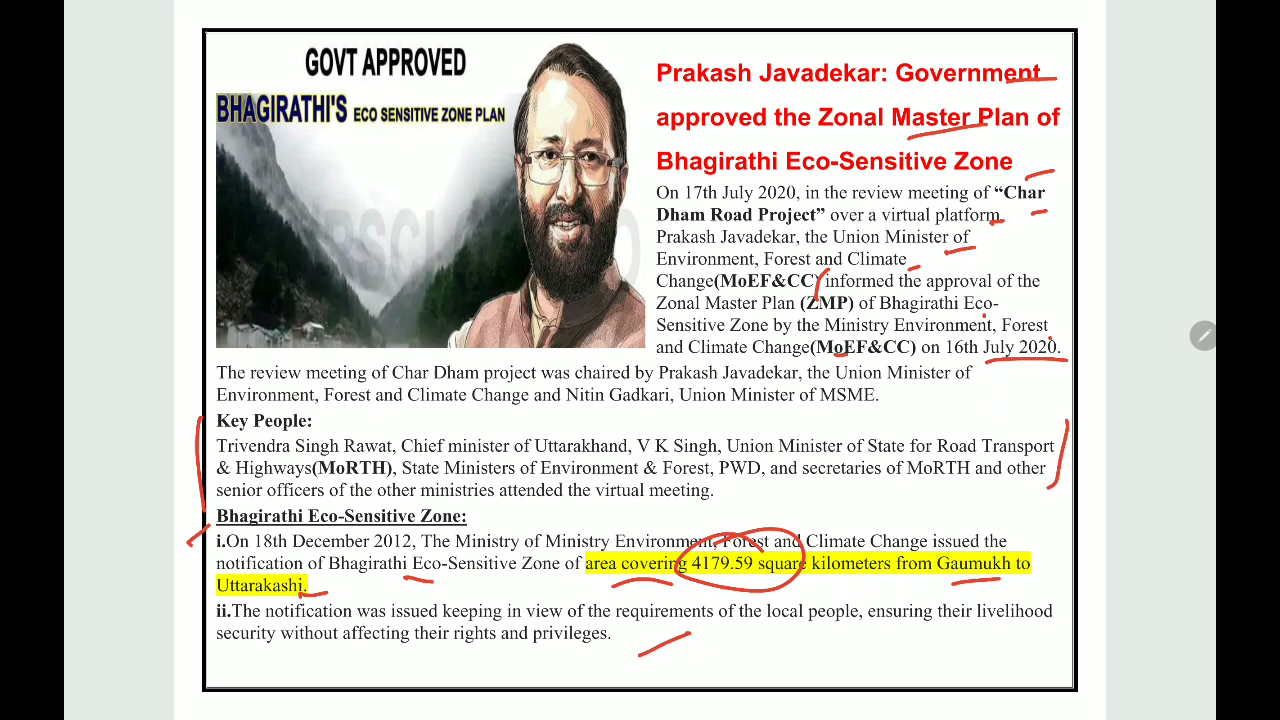 GOVT APPROVED
BHAGIRATHI'S ECO SENSITIVE ZONE PLAN
Prakash Javadekar: Government
approved the Zonal Master Plan of
Bhagirathi Eco-Sensitive Zone
On 17th July 2020, in the review meeting of “Char
Dham Road Project” over a virtual platform
Prakash Javadekar, the Union Minister of
Environment, Forest and Climate
Change(MoEF&CC) informed the approval of the
Zonal Master Plan (ZMP) of Bhagirathi Eco-
Sensitive Zone by the Ministry Environment, Forest
and Climate Change(MoEF&CC) on 16th July 2020.
The review meeting of Char Dham project was chaired by Prakash Javadekar, the Union Minister of
Environment, Forest and Climate Change and Nitin Gadkari, Union Minister of MSME.
Key People:
Trivendra Singh Rawat, Chief minister of Uttarakhand, V K Singh, Union Minister of State for Road Transport
& Highways(MoRTH), State Ministers of Environment & Forest, PWD, and secretaries of MoRTH and other
senior officers of the other ministries attended the virtual meeting.
Bhagirathi Eco-Sensitive Zone:
i.On 18th December 2012, The Ministry of Ministry Environment, Forest and Climate Change issued the
notification of Bhagirathi Eco-Sensitive Zone of area covering 4179.59 square kilometers from Gaumukh to
Uttarakashi.
ii.The notification was issued keeping in view of the requirements of the local people, ensuring their livelihood
security without affecting their rights and privileges.